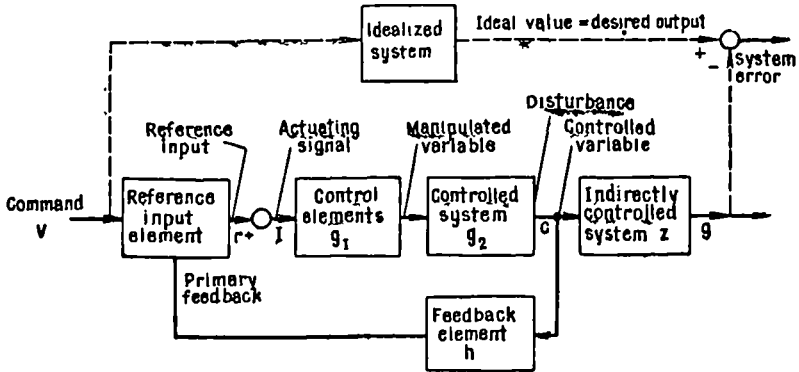 Idealized
system
Ideal value = desired output
+
-
System
error
Disturbance
Reference
input
Actuating
signal
Manipulated
variable
Controlled
variable
Command
V
Reference
input
element
r+
I
Control
elements
g1
Controlled
system
g2
C
Indirectly
controlled
system z
g
Primary
feedback
Feedback
element
h